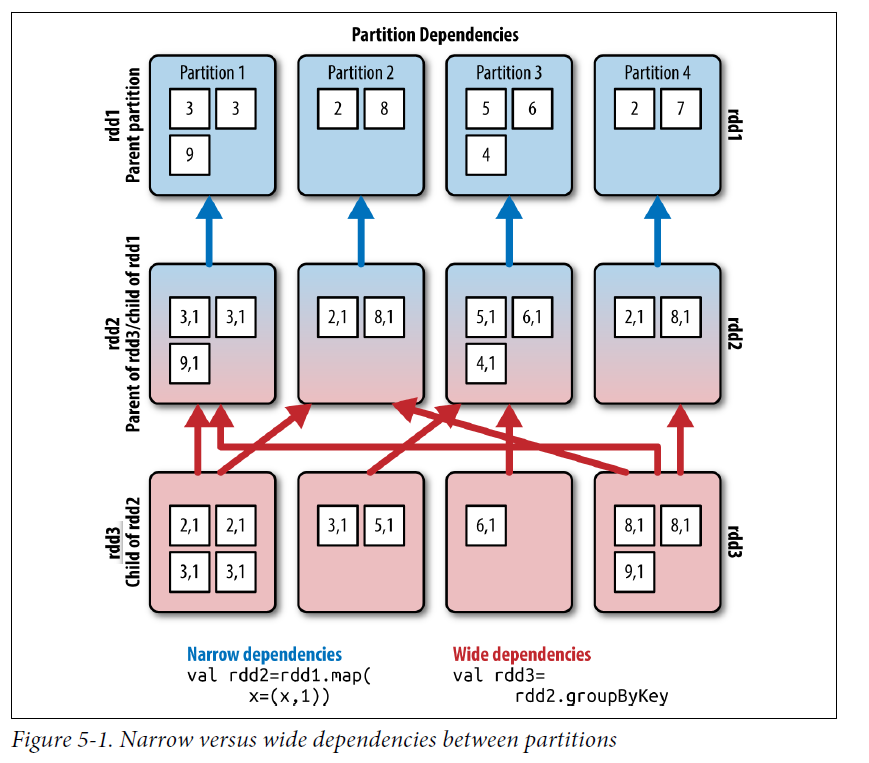 Partition Dependencies
Partition 1
Partition 2
Partition 3
Partition 4
rdd1
Parent partition
3
3
9
2
8
5
6
4
2
7
rdd1
rdd2
Parent of rdd3/child of rdd1
3,1
3,1
9,1
2,1
8,1
5,1
6,1
4,1
2,1
8,1
rdd2
rdd3
Child of rdd2
2,1
2,1
3,1
3,1
3,1
5,1
6,1
8,1
8,1
9,1
rdd3
Narrow dependencies
val rdd2=rdd1.map(
x=(x,1))
Wide dependencies
val rdd3=
rdd2.groupByKey
Figure 5-1. Narrow versus wide dependencies between partitions